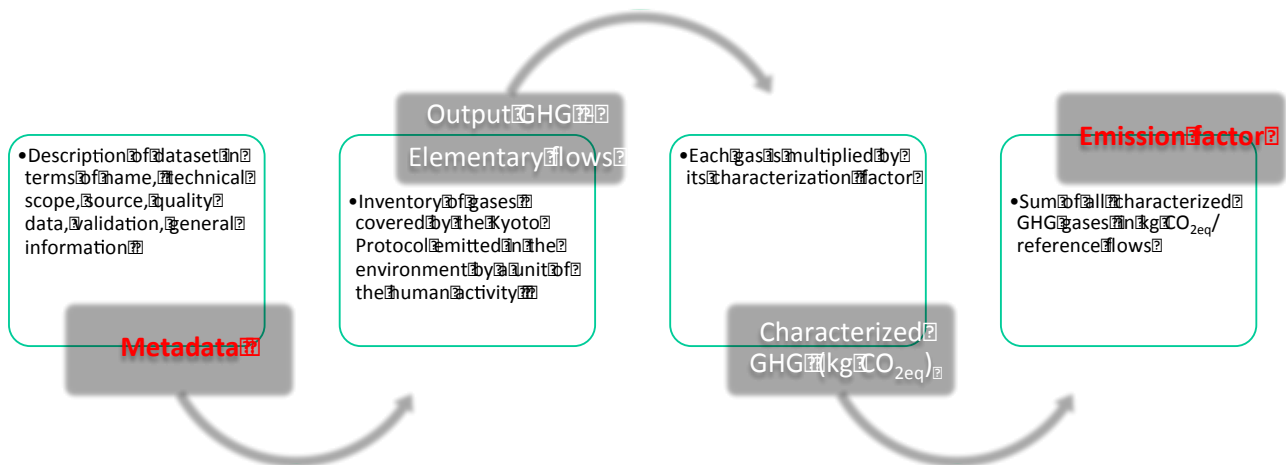 •Description of dataset in
terms of name, technical
scope, source, quality
data, validation, general
information
Metadata
Output GHG -
Elementary flows
•Inventory of gases
covered by the Kyoto
Protocol emitted in the
environment by a unit of
the human activity
•Each gas is multiplied by
its characterization factor
Characterized
GHG (kg CO2eq)
Emission factor
•Sum of all characterized
GHG gases in kg CO2eq/
reference flows